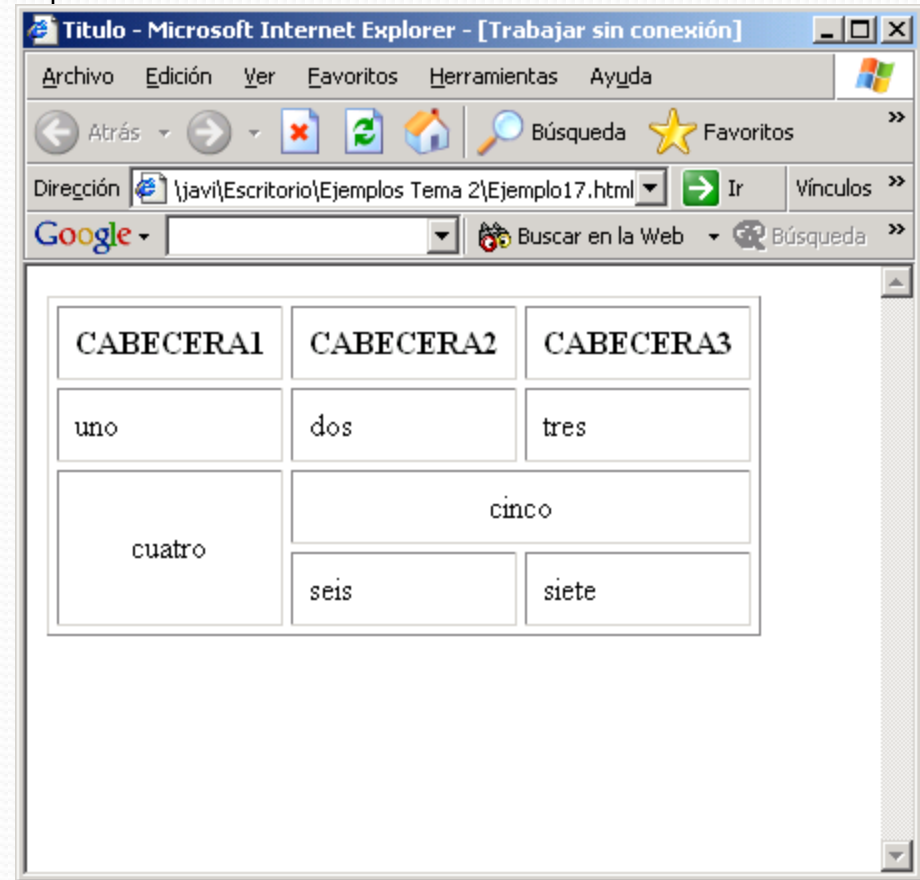 Titulo - Microsoft Internet Explorer - [Trabajar sin conexión]
Archivo Edición Ver Favoritos Herramientas Ayuda
Atrás Búsqueda Favoritos »
Dirección \javi\Escritorio\Ejemplos Tema 2\Ejemplo17.html Ir Vínculos »
Google Buscar en la Web Búsqueda »
CABECERA1 CABECERA2 CABECERA3
uno dos tres
cinco
cuatro
seis siete